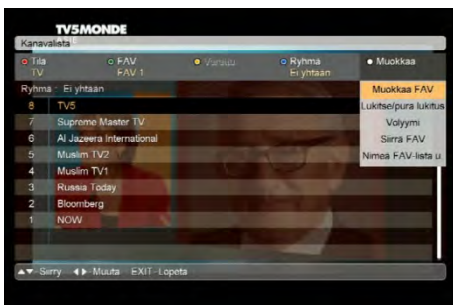 TV5MONDE
Kanavalista
Tila FAV Ryhmä Muokkaa
TV FAV 1 Ei yhtään
Ryhmä : Ei yhtään
8 TV5
7 Supreme Master TV
6 Al Jazeera International
5 Muslim TV2
4 Muslim TV1
3 Russia Today
2 Bloomberg
1 NOW
Muokkaa FAV
Lukitse/pura lukitus
Volyymi
Siirrä FAV
Nimeä FAV-lista u
▲▼-Siirry ◄►-Muuta EXIT-Lopeta